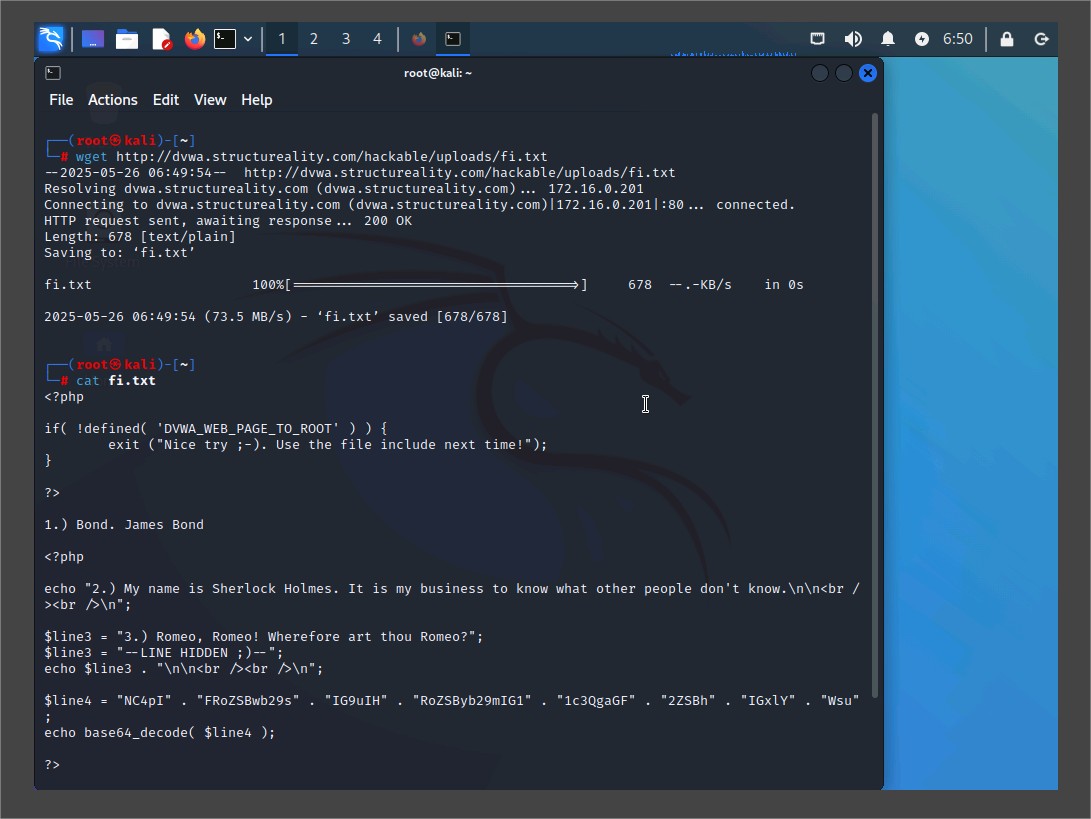 1 2 3 4 6:50
root@kali: ~
File Actions Edit View Help
┌──(root㉿kali)-[~]
└─# wget http://dvwa.structureality.com/hackable/uploads/fi.txt
--2025-05-26 06:49:54--  http://dvwa.structureality.com/hackable/uploads/fi.txt
Resolving dvwa.structureality.com (dvwa.structureality.com)... 172.16.0.201
Connecting to dvwa.structureality.com (dvwa.structureality.com)|172.16.0.201|:80... connected.
HTTP request sent, awaiting response... 200 OK
Length: 678 [text/plain]
Saving to: ‘fi.txt’
fi.txt 100%[===================================>] 678 --.-KB/s in 0s
2025-05-26 06:49:54 (73.5 MB/s) - ‘fi.txt’ saved [678/678]
┌──(root㉿kali)-[~]
└─# cat fi.txt
<?php
if( !defined( 'DVWA_WEB_PAGE_TO_ROOT' ) ) {
exit ("Nice try ;-). Use the file include next time!");
}
?>
1.) Bond. James Bond
<?php
echo "2.) My name is Sherlock Holmes. It is my business to know what other people don't know.\n\n<br /
><br />\n";
$line3 = "3.) Romeo, Romeo! Wherefore art thou Romeo?";
$line3 = "--LINE HIDDEN ;)--";
echo $line3 . "\n\n<br /><br />\n";
$line4 = "NC4pI" . "FRoZSBwb29s" . "IG9uIH" . "RoZSByb29mIG1" . "1c3QgaGF" . "2ZSBh" . "IGxlY" . "Wsu"
;
echo base64_decode( $line4 );
?>